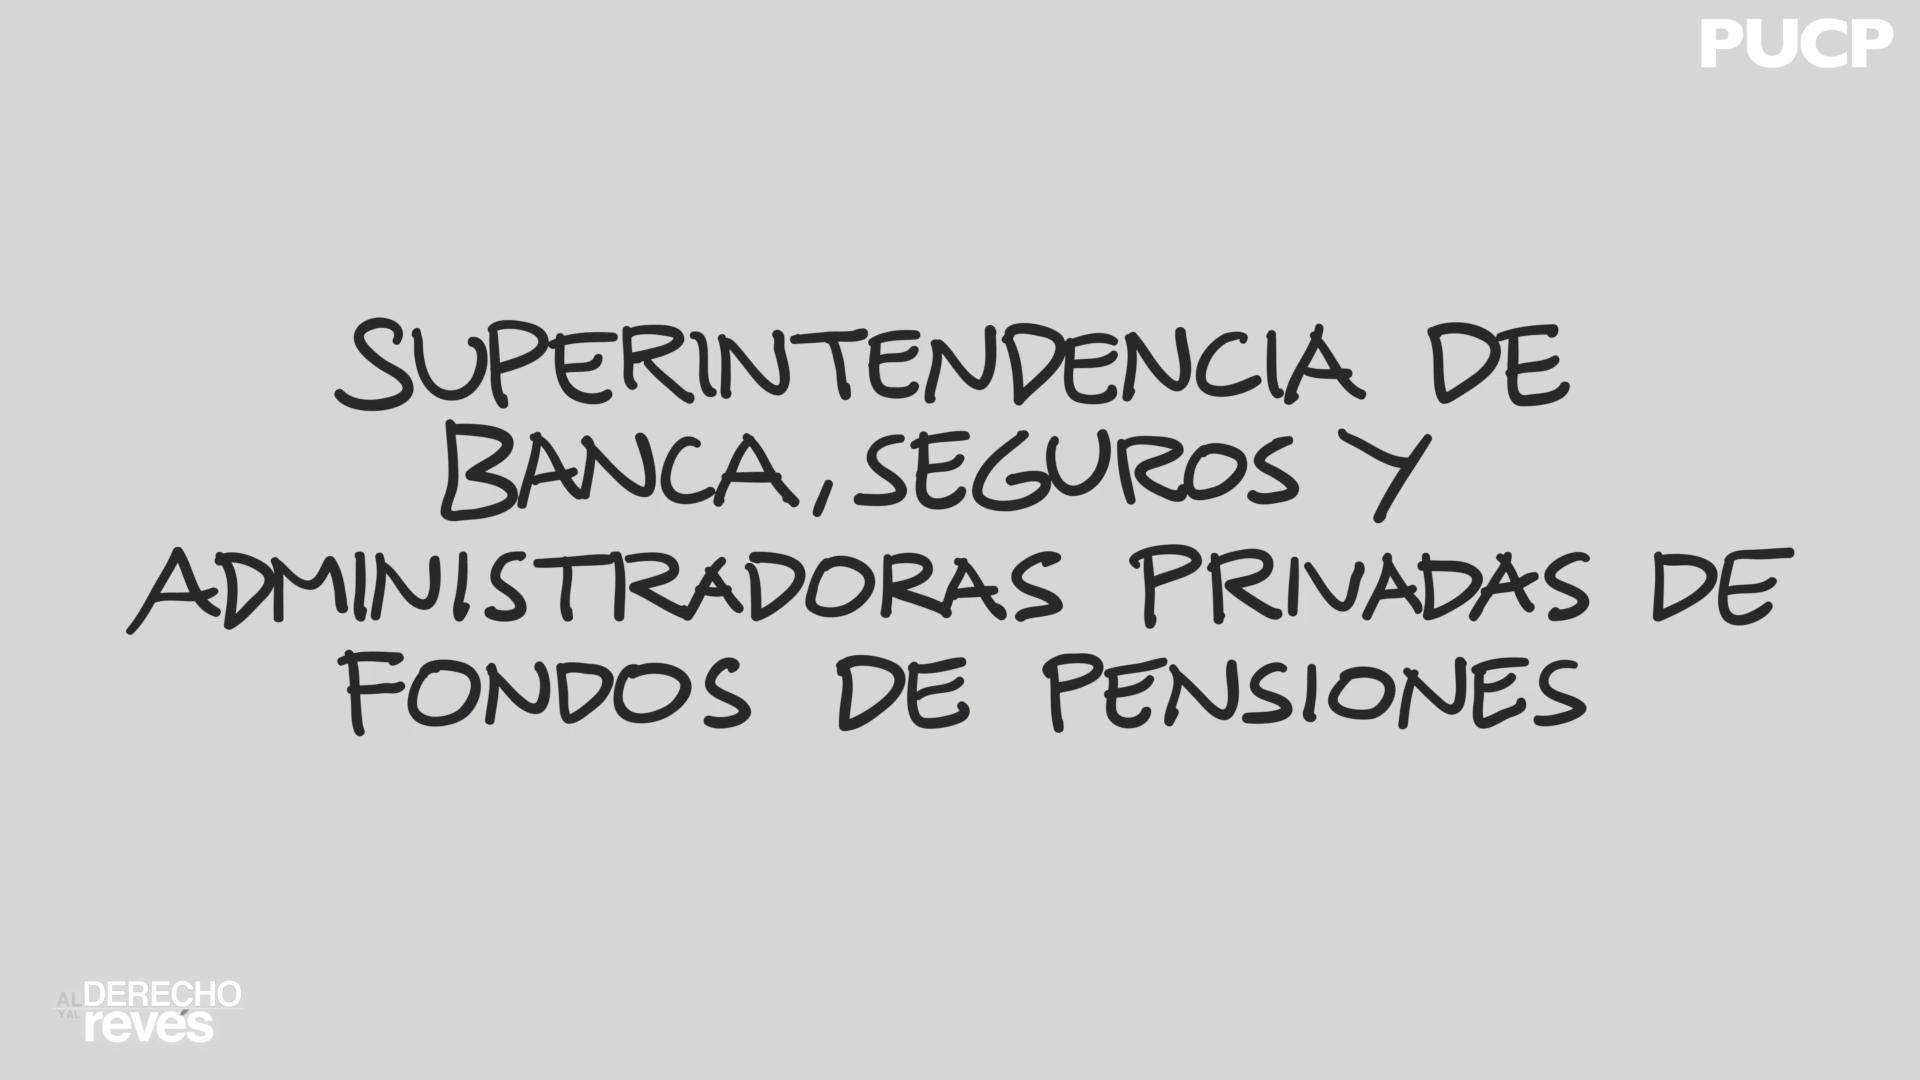 PUCP
SUPERINTENDENCIA DE
BANCA, SEGUROS Y
ADMINISTRADORAS PRIVADAS DE
FONDOS DE PENSIONES
AL DERECHO
Y AL revés